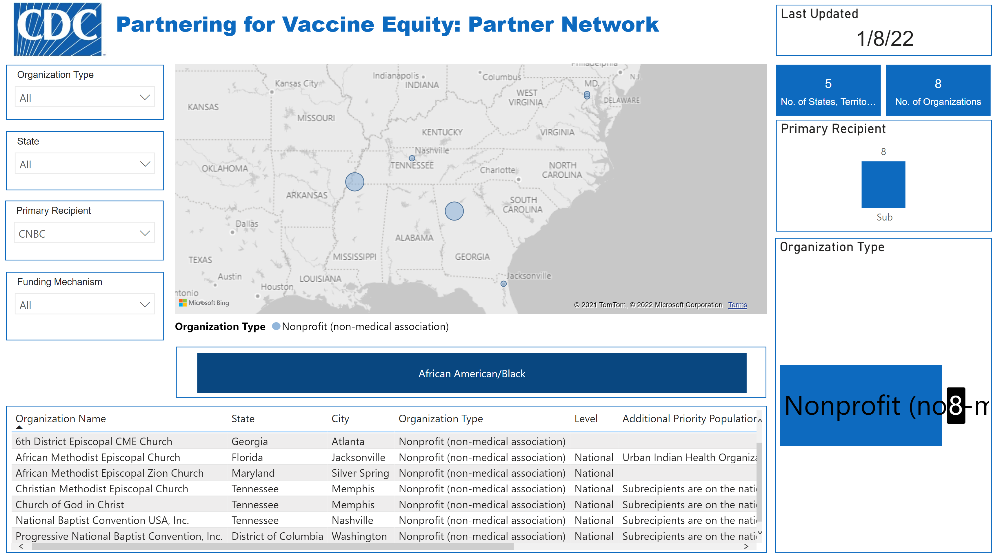 CDC
™
Partnering for Vaccine Equity: Partner Network
Last Updated
1/8/22
Organization Type
All
State
All
Primary Recipient
CNBC
Funding Mechanism
All
5
No. of States, Territo...
8
No. of Organizations
Primary Recipient
8
Sub
Organization Type
Nonprofit (no
8
-m
Philadelphia
Indianapolis
Columbus
N.J.
Kansas City
INDIANA
MD.
WEST
VIRGINIA
DELAWARE
KANSAS
MISSOURI
KENTUCKY
VIRGINIA
Nashville
TENNESSEE
OKLAHOMA
Charlotte
NORTH
CAROLINA
ARKANSAS
SOUTH
CAROLINA
Dallas
ALABAMA
MISSISSIPPI
GEORGIA
TEXAS
Austin
LOUISIANA
Jacksonville
Houston
ntonio
Microsoft Bing
© 2021 TomTom, © 2022 Microsoft Corporation Terms
Organization Type Nonprofit (non-medical association)
African American/Black
Organization Name State City Organization Type Level Additional Priority Population
6th District Episcopal CME Church Georgia Atlanta Nonprofit (non-medical association)
African Methodist Episcopal Church Florida Jacksonville Nonprofit (non-medical association) National Urban Indian Health Organiza
African Methodist Episcopal Zion Church Maryland Silver Spring Nonprofit (non-medical association) National
Christian Methodist Episcopal Church Tennessee Memphis Nonprofit (non-medical association) National Subrecipients are on the nati
Church of God in Christ Tennessee Memphis Nonprofit (non-medical association) National Subrecipients are on the nati
National Baptist Convention USA, Inc. Tennessee Nashville Nonprofit (non-medical association) National Subrecipients are on the nati
Progressive National Baptist Convention, Inc. District of Columbia Washington Nonprofit (non-medical association) National Subrecipients are on the nati